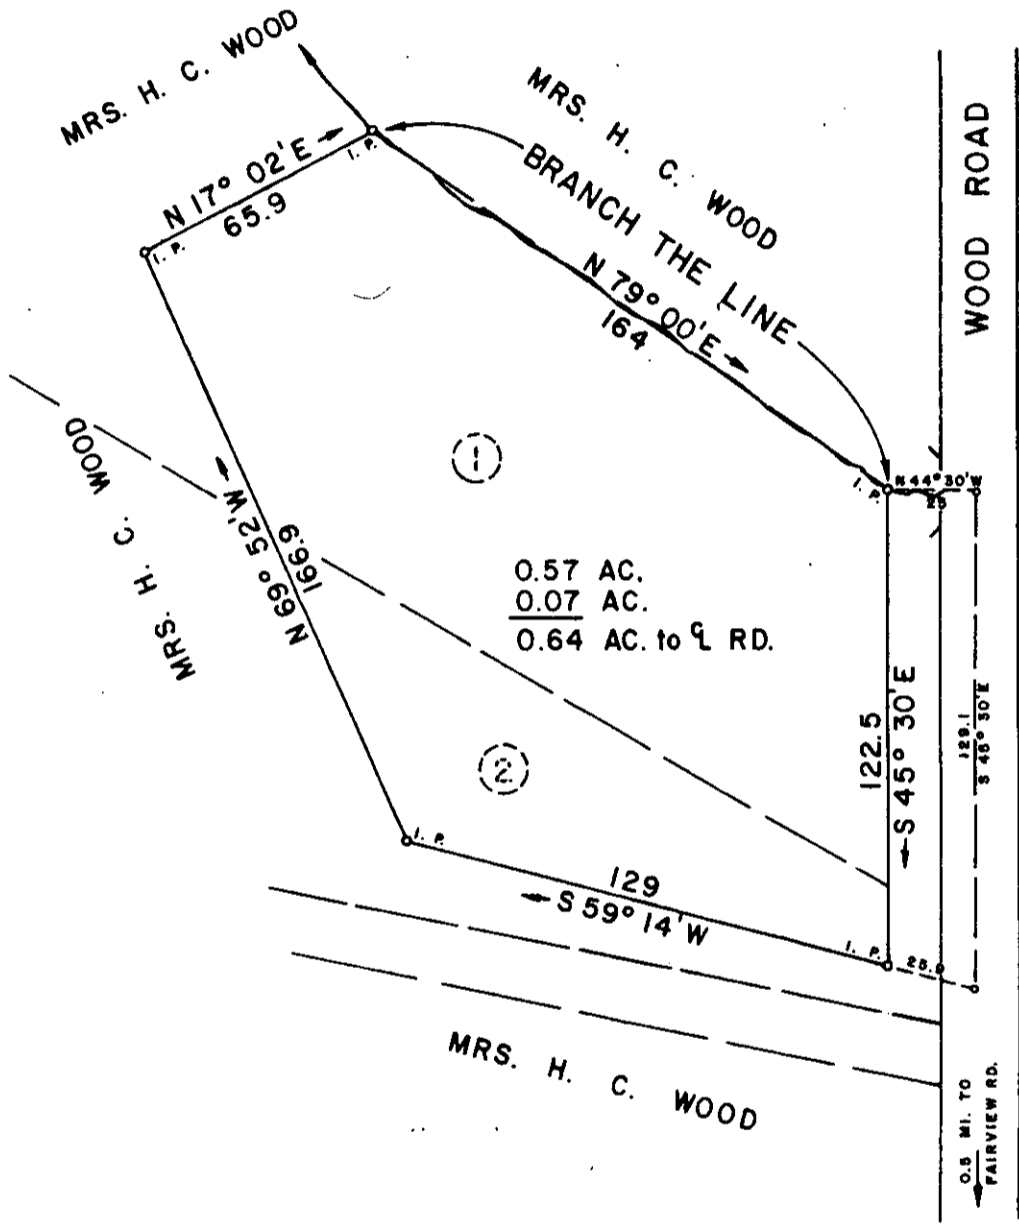 MRS. H. C. WOOD
MRS. H. C. WOOD
BRANCH THE LINE
WOOD ROAD
N 17° 02' E
65.9
I. P.
I. P.
N 79° 00' E
164
MRS. H. C. WOOD
N 69° 52' W
166.9
1
I. P.
N 44° 30' W
25
0.57 AC.
0.07 AC.
0.64 AC. to ℄ RD.
122.5
S 45° 30' E
129.1
S 45° 30' E
2
I. P.
129
S 59° 14' W
I. P.
25.9
MRS. H. C. WOOD
0.5 MI. TO
FAIRVIEW RD.